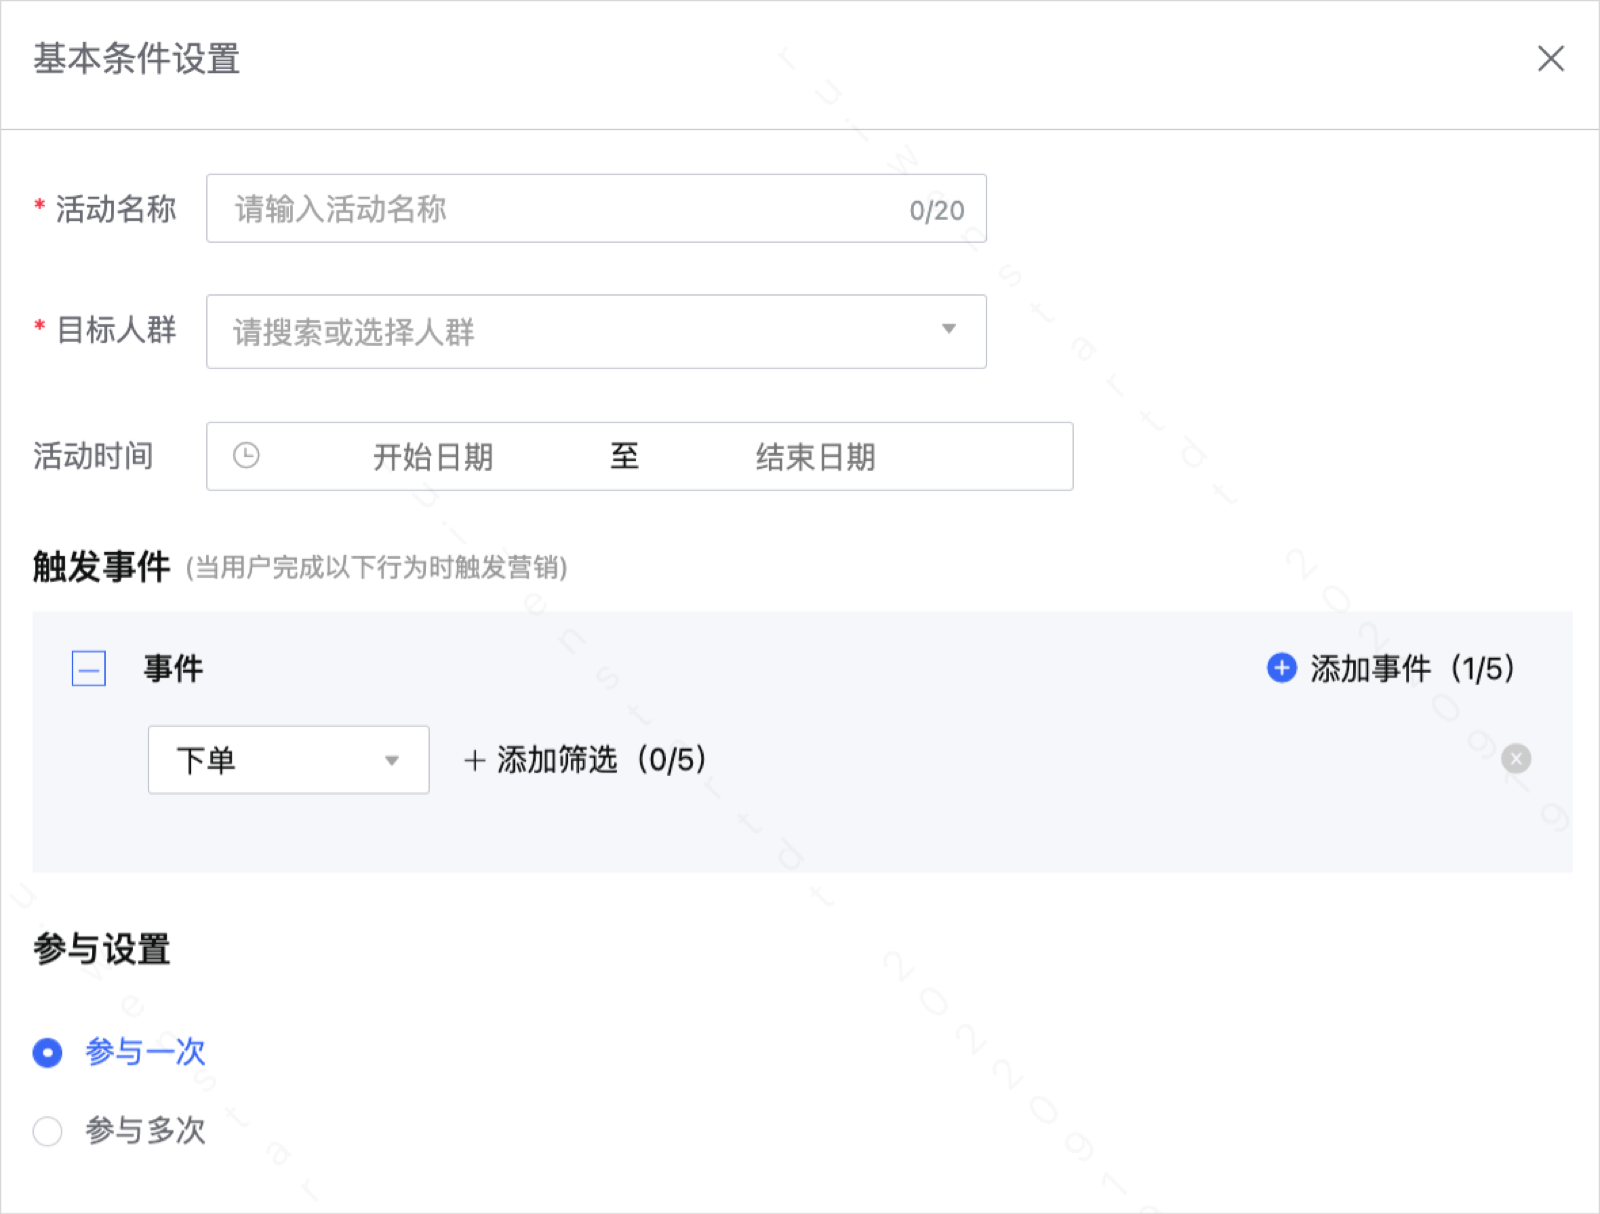 基本条件设置
* 活动名称 请输入活动名称 0/20
* 目标人群 请搜索或选择人群
活动时间 开始日期 至 结束日期
触发事件 (当用户完成以下行为时触发营销)
事件 添加事件（1/5）
下单 + 添加筛选（0/5）
参与设置
参与一次
参与多次